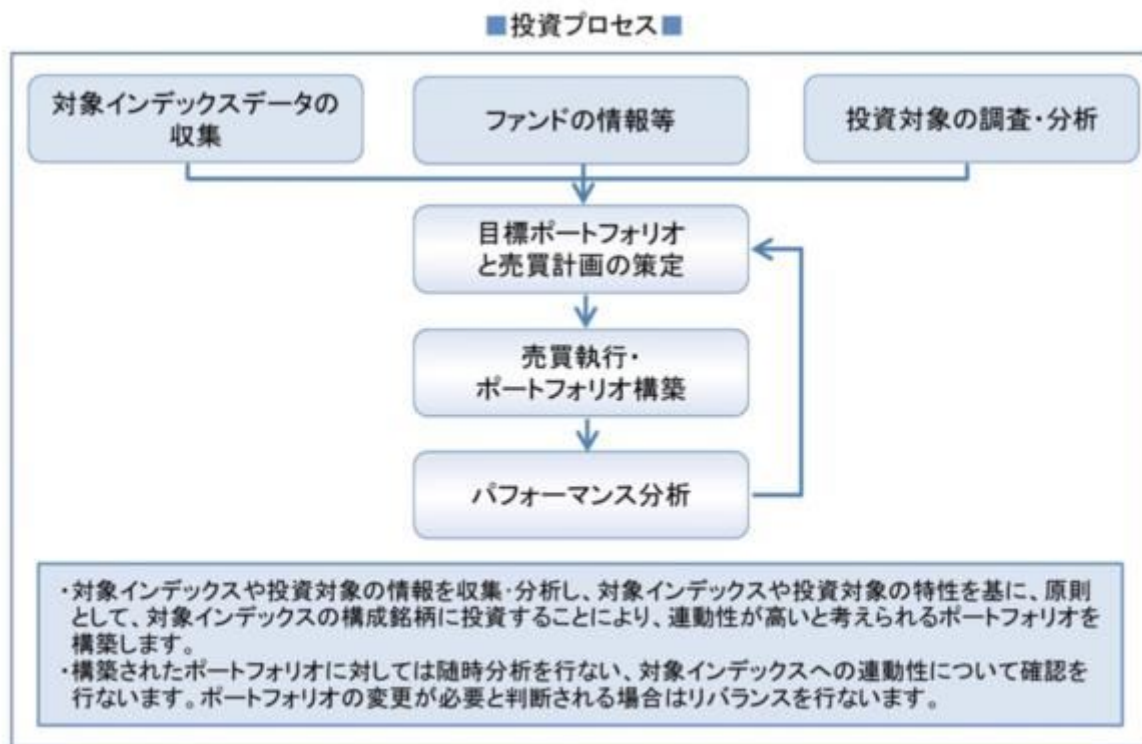 ■投資プロセス■
対象インデックスデータの
収集
ファンドの情報等
投資対象の調査・分析
目標ポートフォリオ
と売買計画の策定
売買執行・
ポートフォリオ構築
パフォーマンス分析
・対象インデックスや投資対象の情報を収集・分析し、対象インデックスや投資対象の特性を基に、原則
として、対象インデックスの構成銘柄に投資することにより、連動性が高いと考えられるポートフォリオを
構築します。
・構築されたポートフォリオに対しては随時分析を行ない、対象インデックスへの連動性について確認を
行ないます。ポートフォリオの変更が必要と判断される場合はリバランスを行ないます。